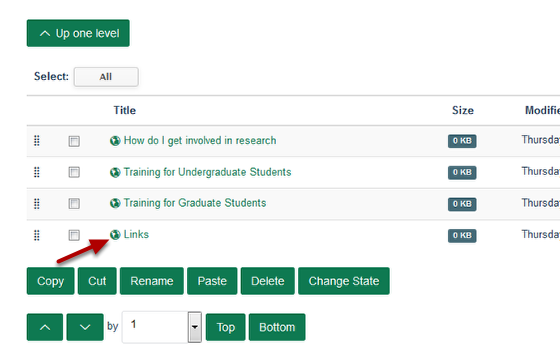 Up one level
Select: All
Title Size Modifie
How do I get involved in research 0 KB Thursda
Training for Undergraduate Students 0 KB Thursda
Training for Graduate Students 0 KB Thursda
Links 0 KB Thursda
Copy Cut Rename Paste Delete Change State
by 1 Top Bottom